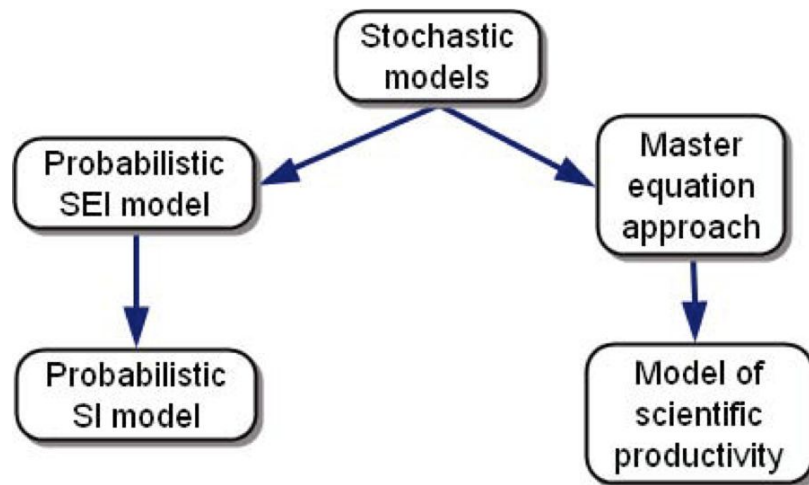 Stochastic
models
Probabilistic
SEI model
Master
equation
approach
Probabilistic
SI model
Model of
scientific
productivity